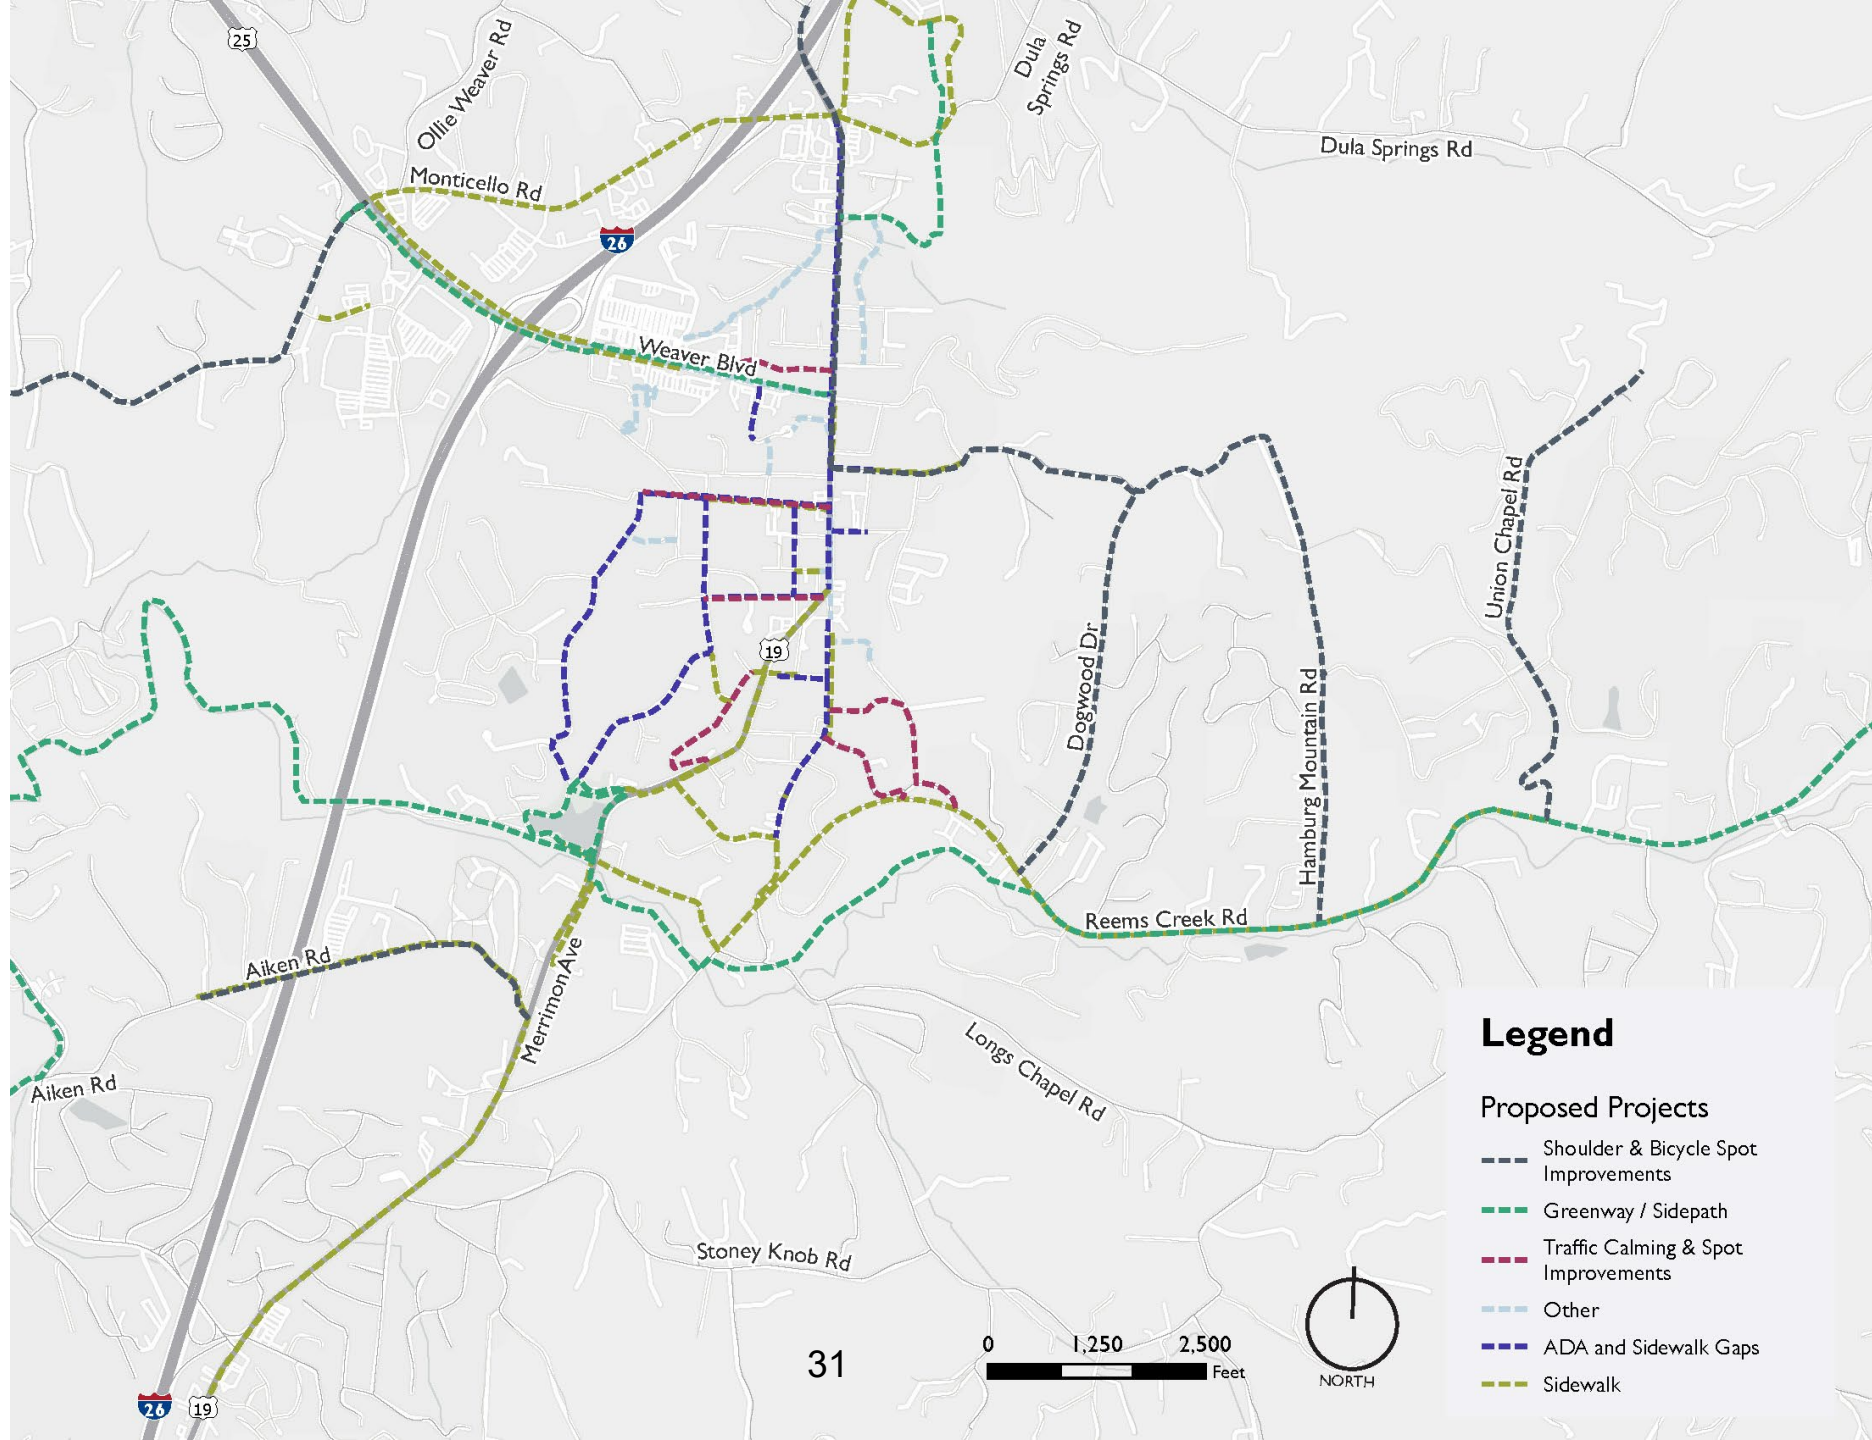 25
Ollie Weaver Rd
Dula
Springs Rd
Dula Springs Rd
Monticello Rd
26
Weaver Blvd
Union Chapel Rd
19
Dogwood Dr
Hamburg Mountain Rd
Reems Creek Rd
Aiken Rd
Merrimon Ave
Longs Chapel Rd
Aiken Rd
Stoney Knob Rd
26
19
31
0 1,250 2,500
Feet
NORTH
Legend
Proposed Projects
Shoulder & Bicycle Spot
Improvements
Greenway / Sidepath
Traffic Calming & Spot
Improvements
Other
ADA and Sidewalk Gaps
Sidewalk